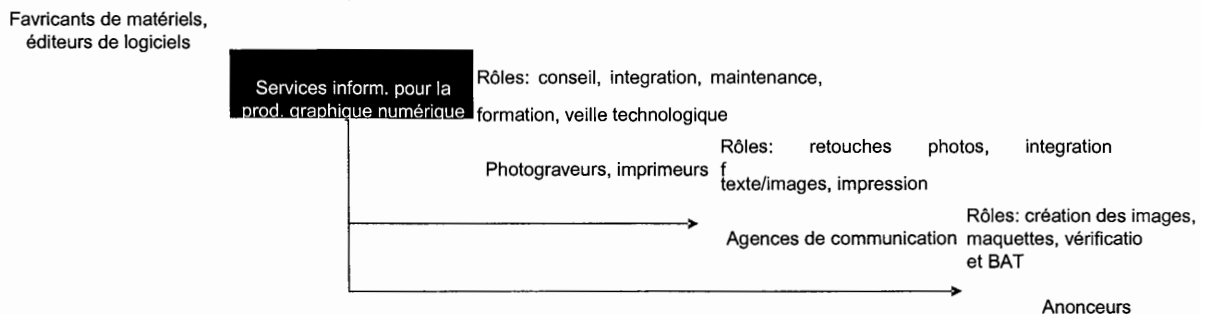 Favricants de matériels,
éditeurs de logiciels
Services inform. pour la
prod. graphique numérique
Rôles: conseil, integration, maintenance,
formation, veille technologique
Photograveurs, imprimeurs
Rôles: retouches photos, integration
f
texte/images, impression
Agences de communication
Rôles: création des images,
maquettes, vérificatio
et BAT
Anonceurs